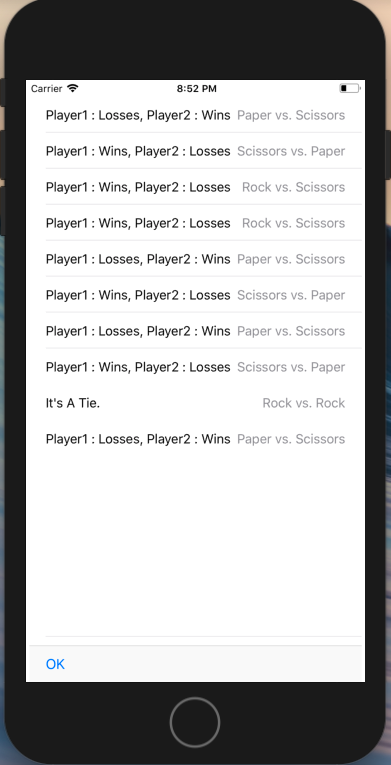 Carrier 8:52 PM
Player1 : Losses, Player2 : Wins Paper vs. Scissors
Player1 : Wins, Player2 : Losses Scissors vs. Paper
Player1 : Wins, Player2 : Losses Rock vs. Scissors
Player1 : Wins, Player2 : Losses Rock vs. Scissors
Player1 : Losses, Player2 : Wins Paper vs. Scissors
Player1 : Wins, Player2 : Losses Scissors vs. Paper
Player1 : Losses, Player2 : Wins Paper vs. Scissors
Player1 : Wins, Player2 : Losses Scissors vs. Paper
It's A Tie. Rock vs. Rock
Player1 : Losses, Player2 : Wins Paper vs. Scissors
OK